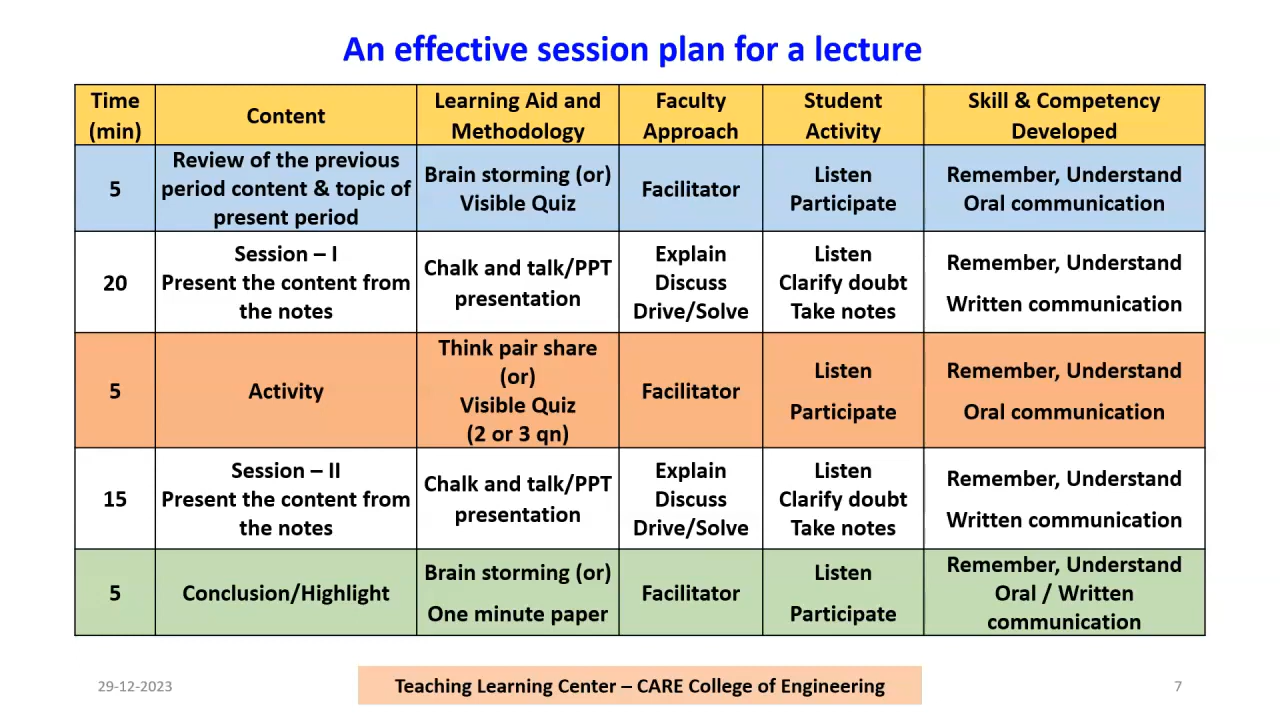 An effective session plan for a lecture
Time
(min)
Content
Learning Aid and
Methodology
Faculty
Approach
Student
Activity
Skill & Competency
Developed
5
Review of the previous
period content & topic of
present period
Brain storming (or)
Visible Quiz
Facilitator
Listen
Participate
Remember, Understand
Oral communication
20
Session – I
Present the content from
the notes
Chalk and talk/PPT
presentation
Explain
Discuss
Drive/Solve
Listen
Clarify doubt
Take notes
Remember, Understand
Written communication
5
Activity
Think pair share
(or)
Visible Quiz
(2 or 3 qn)
Facilitator
Listen
Participate
Remember, Understand
Oral communication
15
Session – II
Present the content from
the notes
Chalk and talk/PPT
presentation
Explain
Discuss
Drive/Solve
Listen
Clarify doubt
Take notes
Remember, Understand
Written communication
5
Conclusion/Highlight
Brain storming (or)
One minute paper
Facilitator
Listen
Participate
Remember, Understand
Oral / Written
communication
29-12-2023
Teaching Learning Center – CARE College of Engineering
7